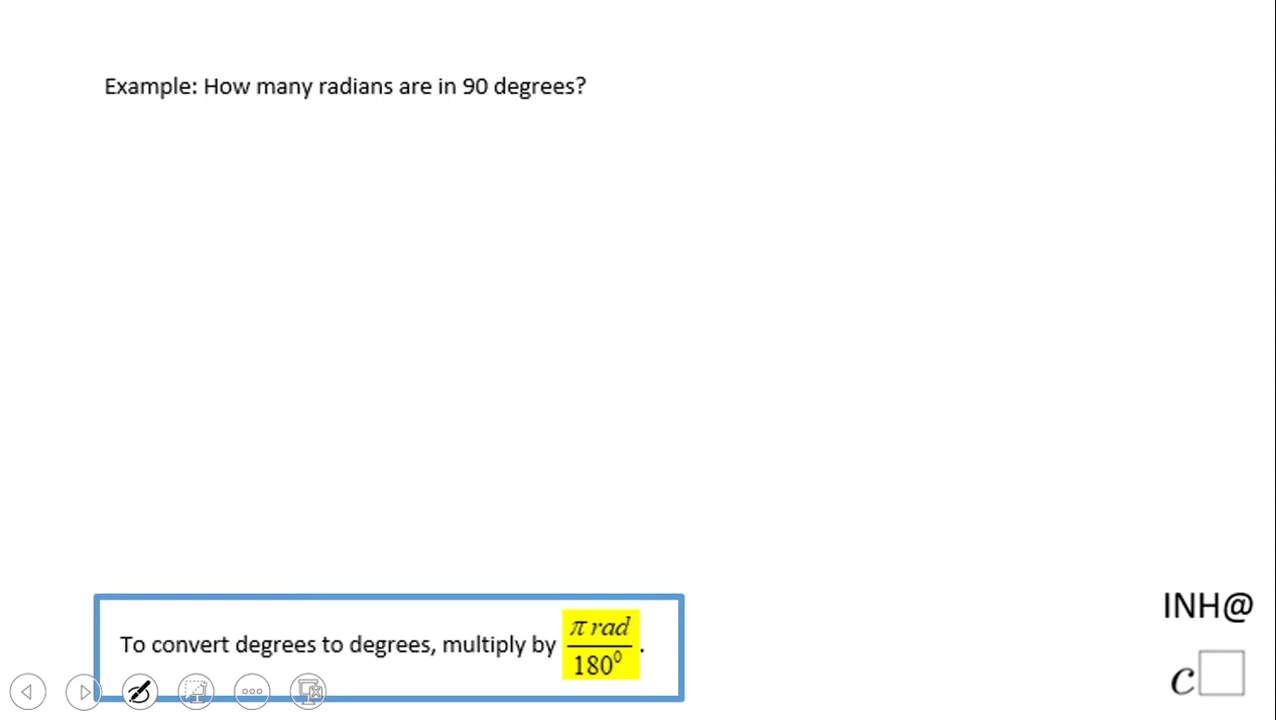 Example: How many radians are in 90 degrees?
To convert degrees to degrees, multiply by π rad / 180⁰ .
INH@
c